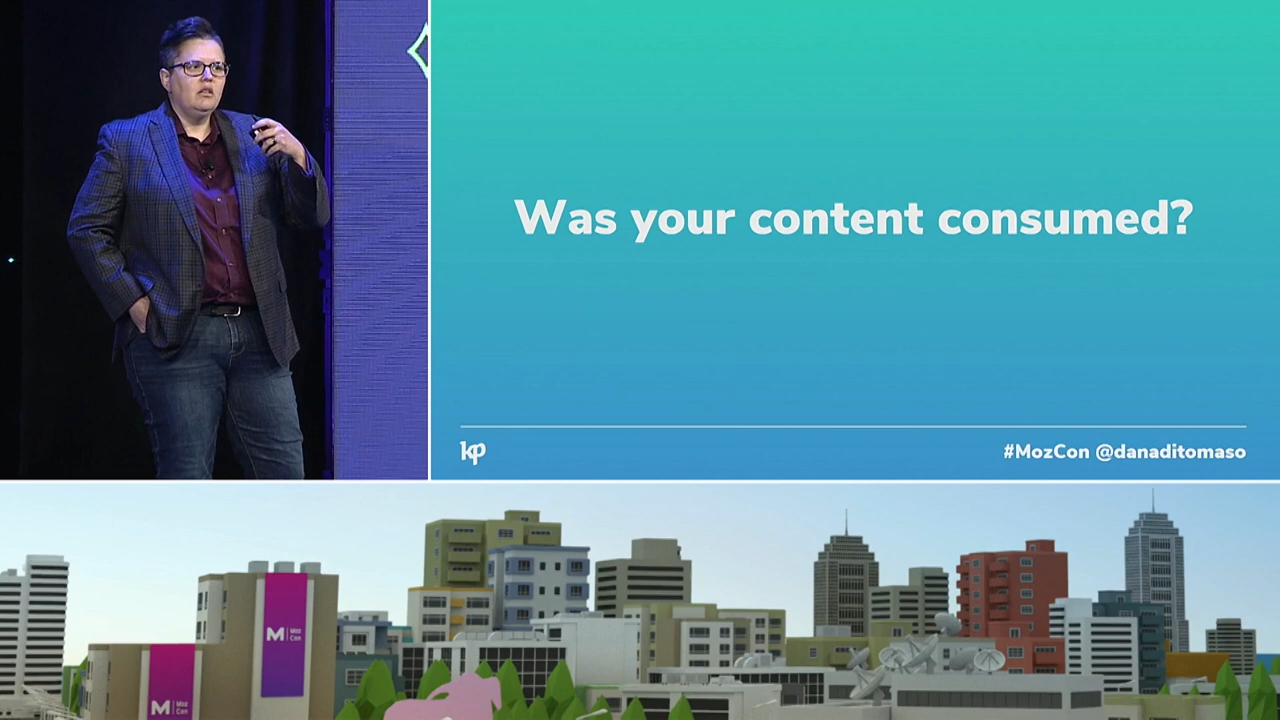 Was your content consumed?
kp
#MozCon @danaditomaso
M Moz
Con
M Moz
Con